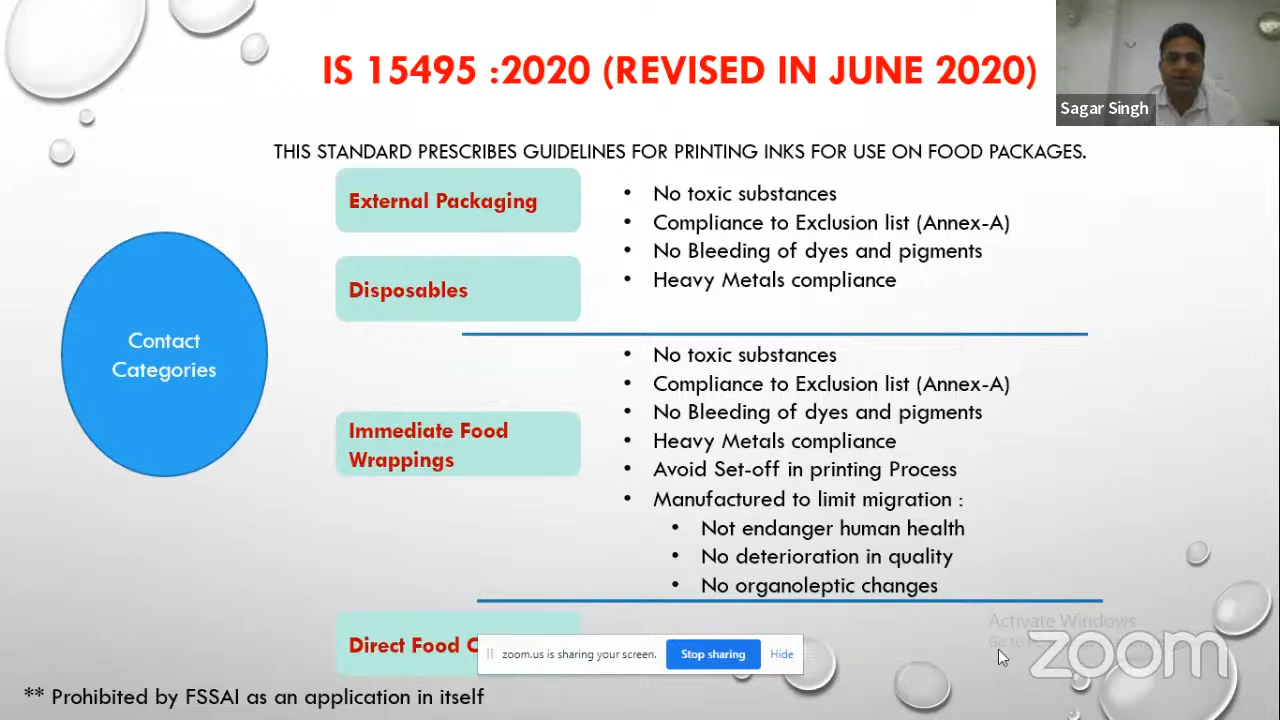 IS 15495 :2020 (REVISED IN JUNE 2020)
Sagar Singh
THIS STANDARD PRESCRIBES GUIDELINES FOR PRINTING INKS FOR USE ON FOOD PACKAGES.
Contact
Categories
External Packaging
Disposables
• No toxic substances
• Compliance to Exclusion list (Annex-A)
• No Bleeding of dyes and pigments
• Heavy Metals compliance
Immediate Food
Wrappings
• No toxic substances
• Compliance to Exclusion list (Annex-A)
• No Bleeding of dyes and pigments
• Heavy Metals compliance
• Avoid Set-off in printing Process
• Manufactured to limit migration :
• Not endanger human health
• No deterioration in quality
• No organoleptic changes
Direct Food
zoom.us is sharing your screen. Stop sharing Hide
Activate Windows
zoom
** Prohibited by FSSAI as an application in itself